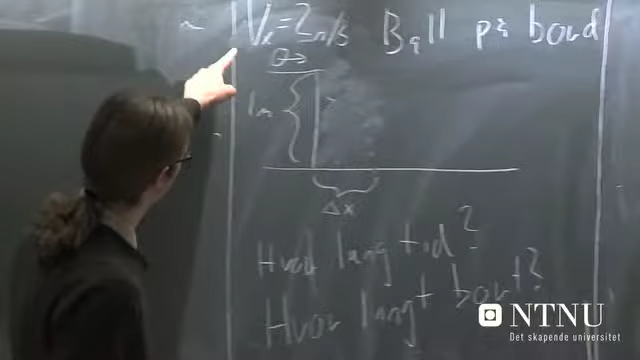 Vx = 2 m/s Ball på bord
1m
Δx
Hvor lang tid?
Hvor langt bort?
NTNU
Det skapende universitet